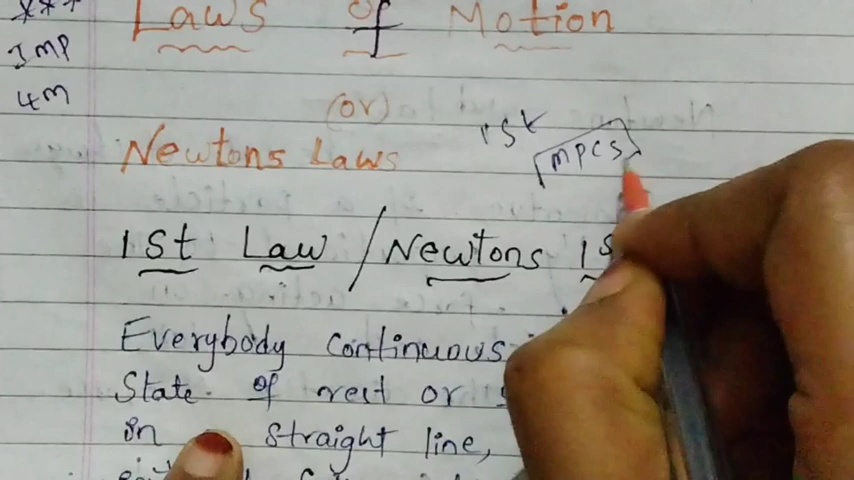 ***
Imp
4m
Laws of Motion
(or)
Newtons Laws
1st
MPCS
1st Law / Newtons 1s
Everybody continuous
State of rest or
in straight line,